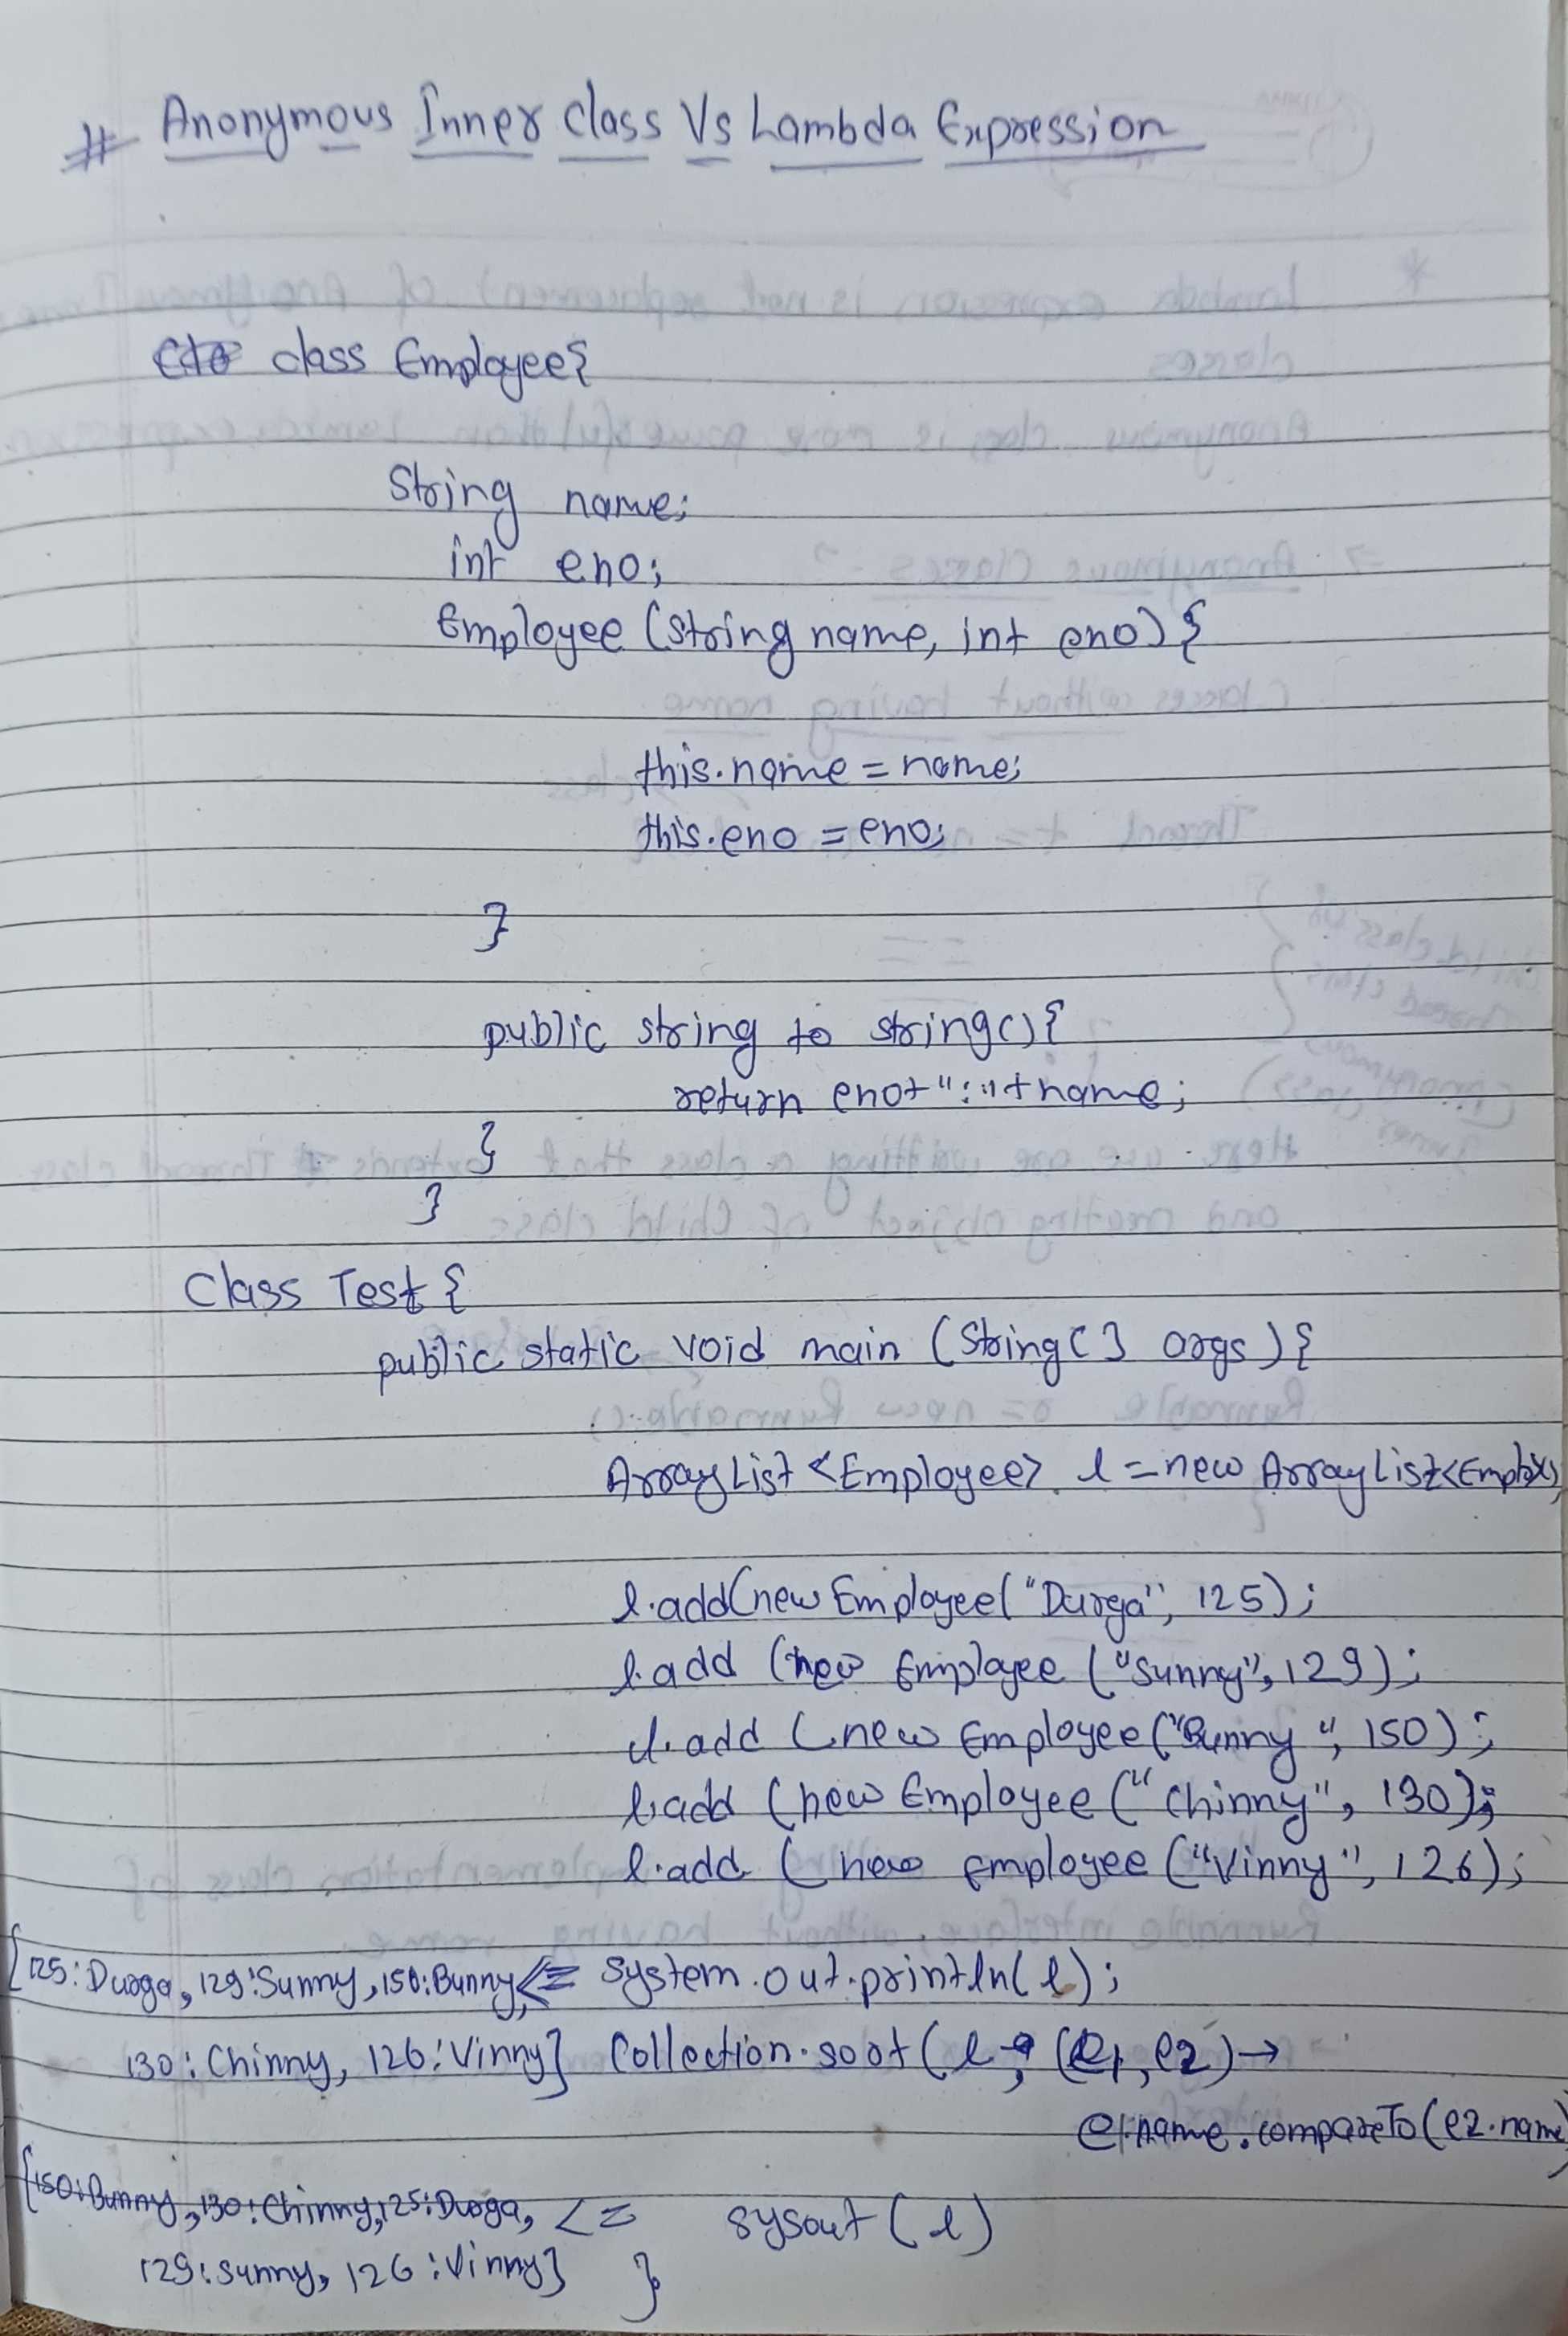 # Anonymous Inner Class Vs Lambda Expression
class Employee{
String name;
int eno;
Employee (String name, int eno) {
this.name = name;
this.eno = eno;
}
public string to string() {
return eno+":"+name;
}
}
Class Test {
public static void main (String[] args) {
ArrayList <Employee> l = new ArrayList<
l.add(new Employee("Durga", 125);
l.add (new Employee ("Sunny", 129);
l.add (new Employee ("Bunny", 150);
l.add (new Employee ("Chinny", 130);
l.add (new Employee ("Vinny", 126);
[125:Durga, 129:Sunny, 150:Bunny, <= System.out.println(l);
130:Chinny, 126:Vinny] Collection.sort(l, (e1, e2) →
e1.name.compareTo(e2.name)
[150:Bunny, 130:Chinny, 125:Durga, <= sysout(l)
129:Sunny, 126:Vinny] }